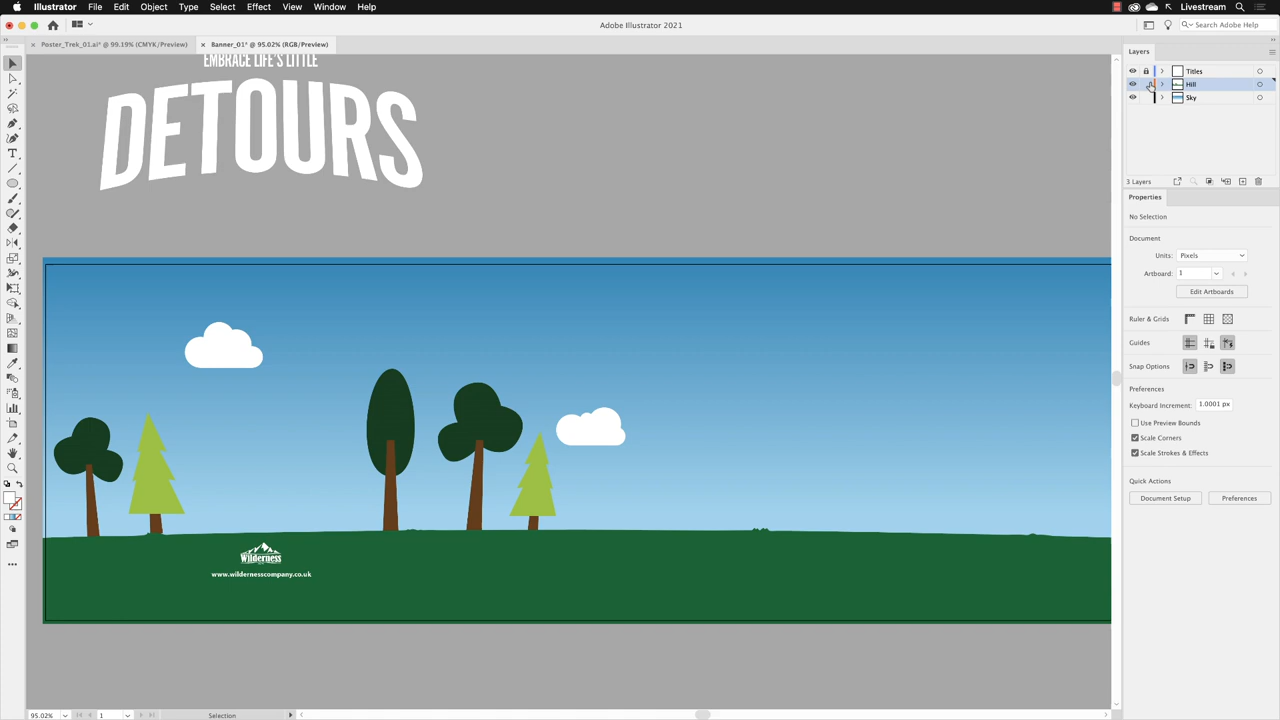 Illustrator File Edit Object Type Select Effect View Window Help
Livestream
Adobe Illustrator 2021
Search Adobe Help
Poster_Trek_01.ai* @ 99.19% (CMYK/Preview)
Banner_01* @ 95.02% (RGB/Preview)
Layers
Titles
Hill
Sky
3 Layers
EMBRACE LIFE'S LITTLE
DETOURS
Wilderness
www.wildernesscompany.co.uk
Properties
No Selection
Document
Units: Pixels
Artboard: 1
Edit Artboards
Ruler & Grids
Guides
Snap Options
Preferences
Keyboard Increment: 1.0001 px
Use Preview Bounds
Scale Corners
Scale Strokes & Effects
Quick Actions
Document Setup
Preferences
95.02%
1
Selection